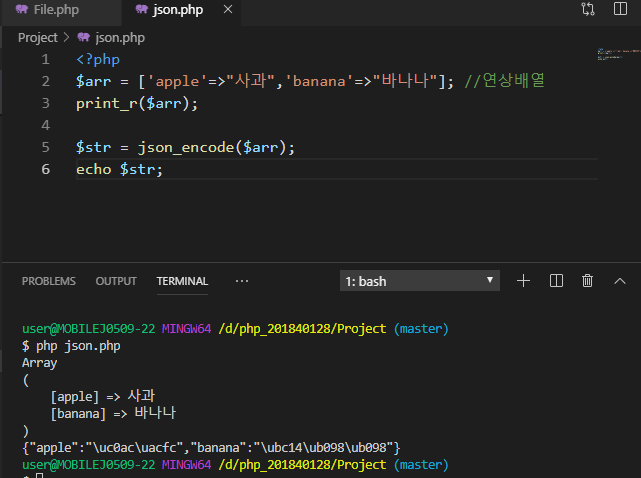 File.php
json.php
Project > json.php
1 <?php
2 $arr = ['apple'=>"사과",'banana'=>"바나나"]; //연상배열
3 print_r($arr);
4
5 $str = json_encode($arr);
6 echo $str;
PROBLEMS OUTPUT TERMINAL ···
1: bash
user@MOBILEJ0509-22 MINGW64 /d/php_201840128/Project (master)
$ php json.php
Array
(
    [apple] => 사과
    [banana] => 바나나
)
{"apple":"\uc0ac\uacfc","banana":"\ubc14\ub098\ub098"}
user@MOBILEJ0509-22 MINGW64 /d/php_201840128/Project (master)
$